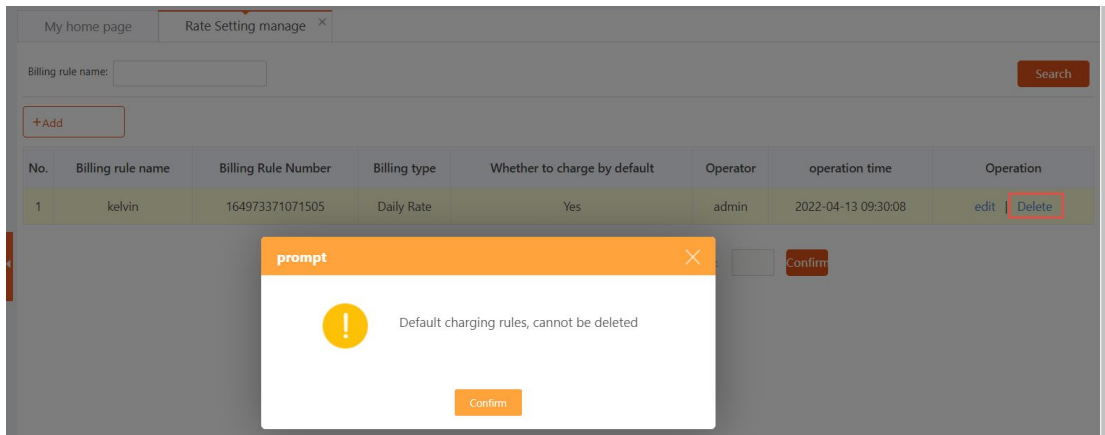 My home page
Rate Setting manage ×
Billing rule name:
Search
+Add
No. Billing rule name Billing Rule Number Billing type Whether to charge by default Operator operation time Operation
1 kelvin 164973371071505 Daily Rate Yes admin 2022-04-13 09:30:08 edit | Delete
Confirm
prompt
Default charging rules, cannot be deleted
Confirm